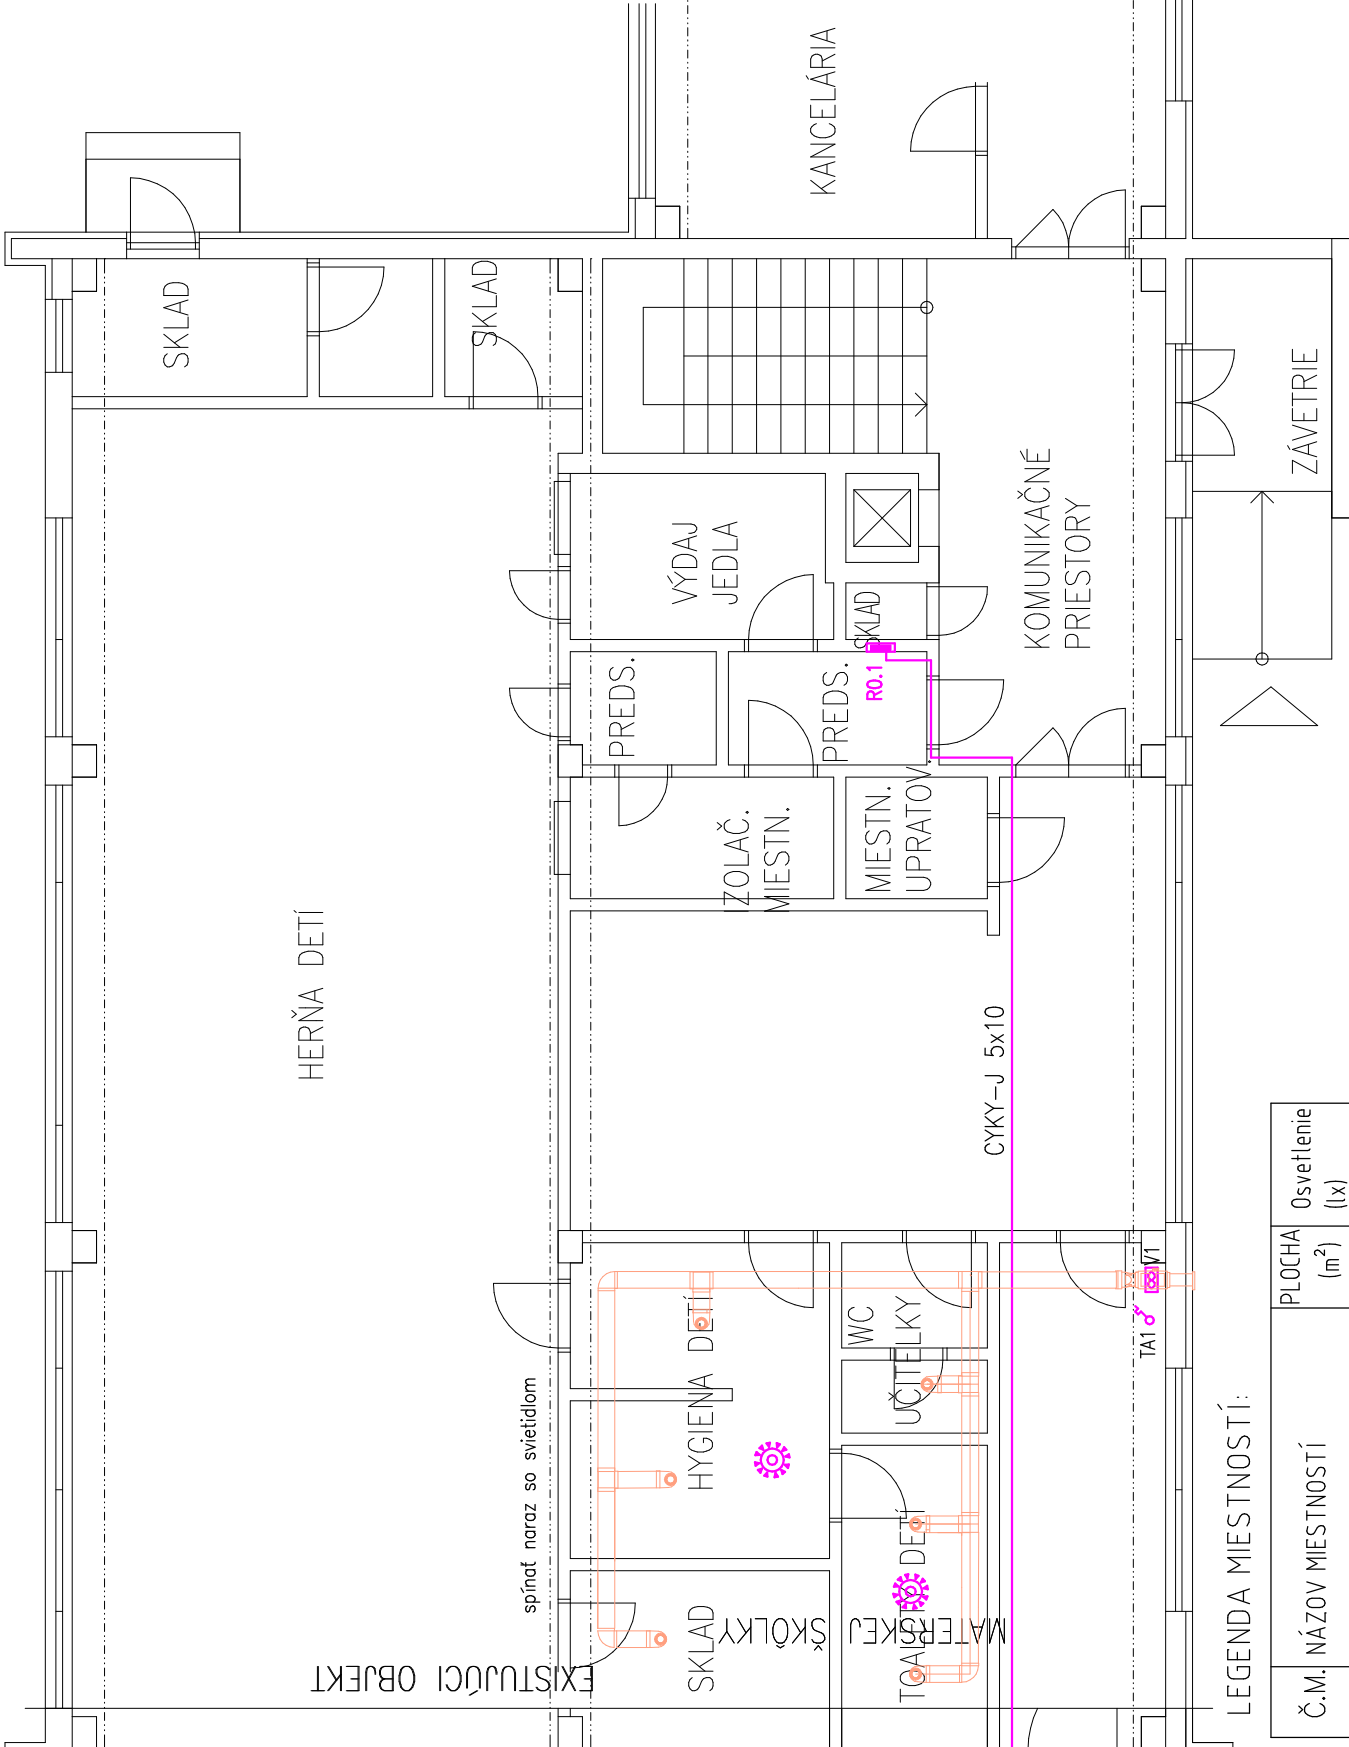 KANCELÁRIA
SKLAD
SKLAD
ZÁVETRIE
KOMUNIKAČNÉ
PRIESTORY
VÝDAJ
JEDLA
SKLAD
PREDS.
PREDS.
R0.1
IZOLAČ.
MIESTN.
MIESTN.
UPRATOV.
HERŇA DETÍ
CYKY-J 5x10
HYGIENA DETÍ
WC
UČITELKY
V1
TA1
spínať naraz so svietidlom
SKLAD
TOALETY DETÍ
EXISTUJÚCI OBJEKT
MATERSKEJ ŠKÔLKY
LEGENDA MIESTNOSTÍ:
Č.M.
NÁZOV MIESTNOSTÍ
PLOCHA
(m²)
Osvetlenie
(lx)